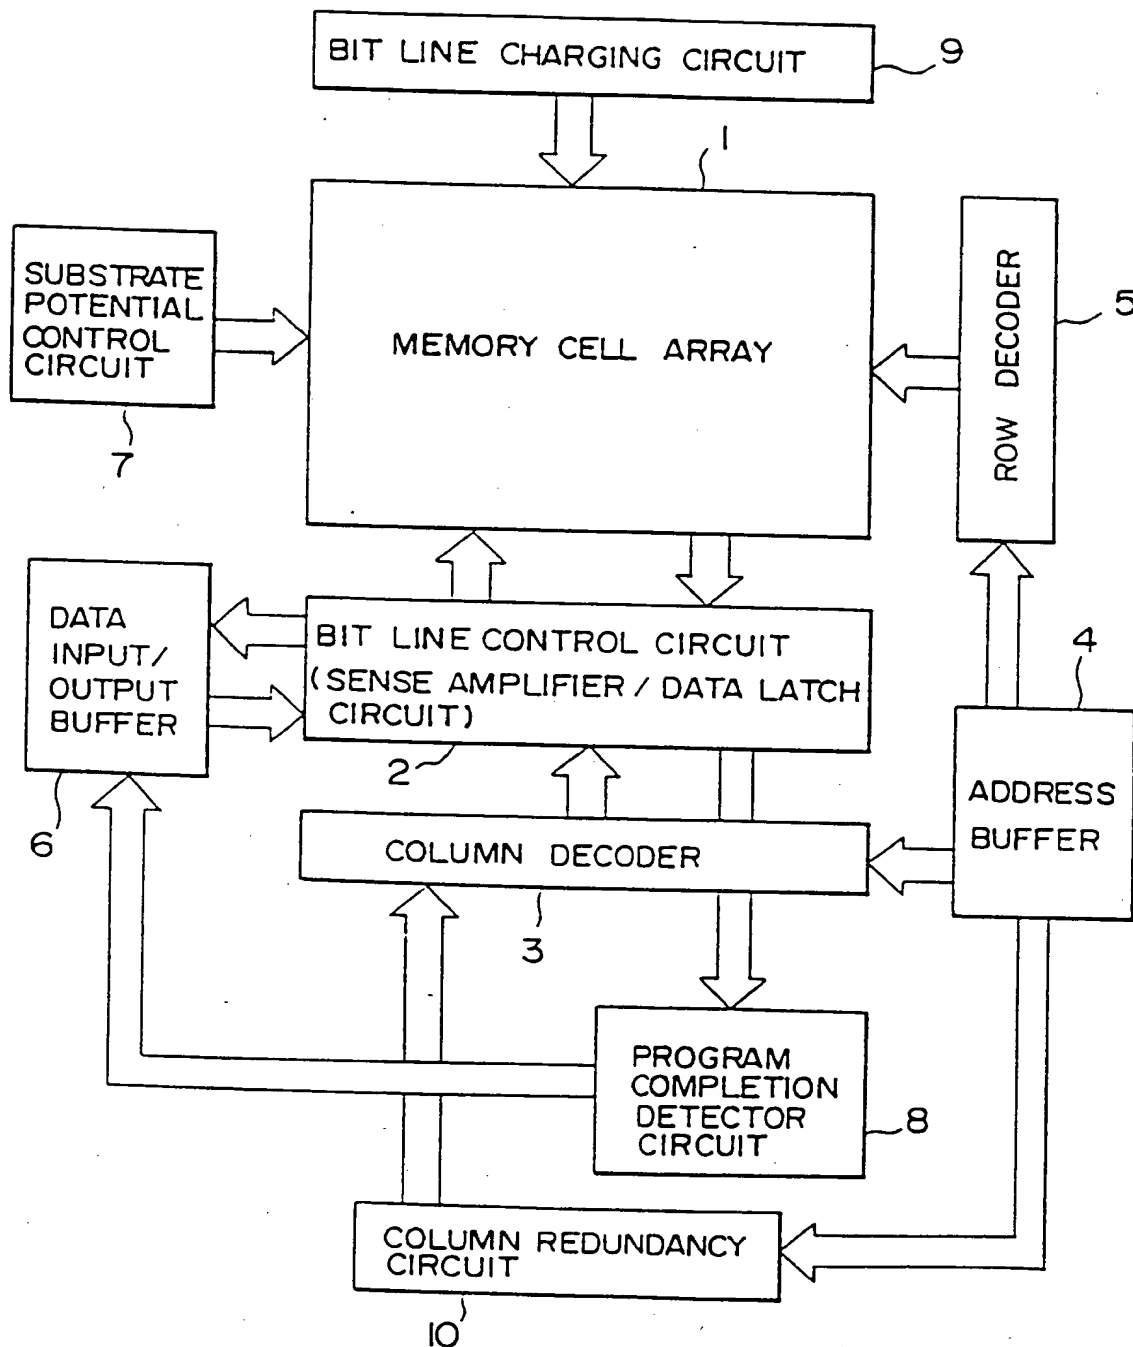 BIT LINE CHARGING CIRCUIT
9
1
SUBSTRATE
POTENTIAL
CONTROL
CIRCUIT
7
MEMORY CELL ARRAY
ROW DECODER
5
DATA
INPUT/
OUTPUT
BUFFER
6
BIT LINE CONTROL CIRCUIT
(SENSE AMPLIFIER / DATA LATCH
CIRCUIT)
2
4
ADDRESS
BUFFER
COLUMN DECODER
3
PROGRAM
COMPLETION
DETECTOR
CIRCUIT
8
COLUMN REDUNDANCY
CIRCUIT
10